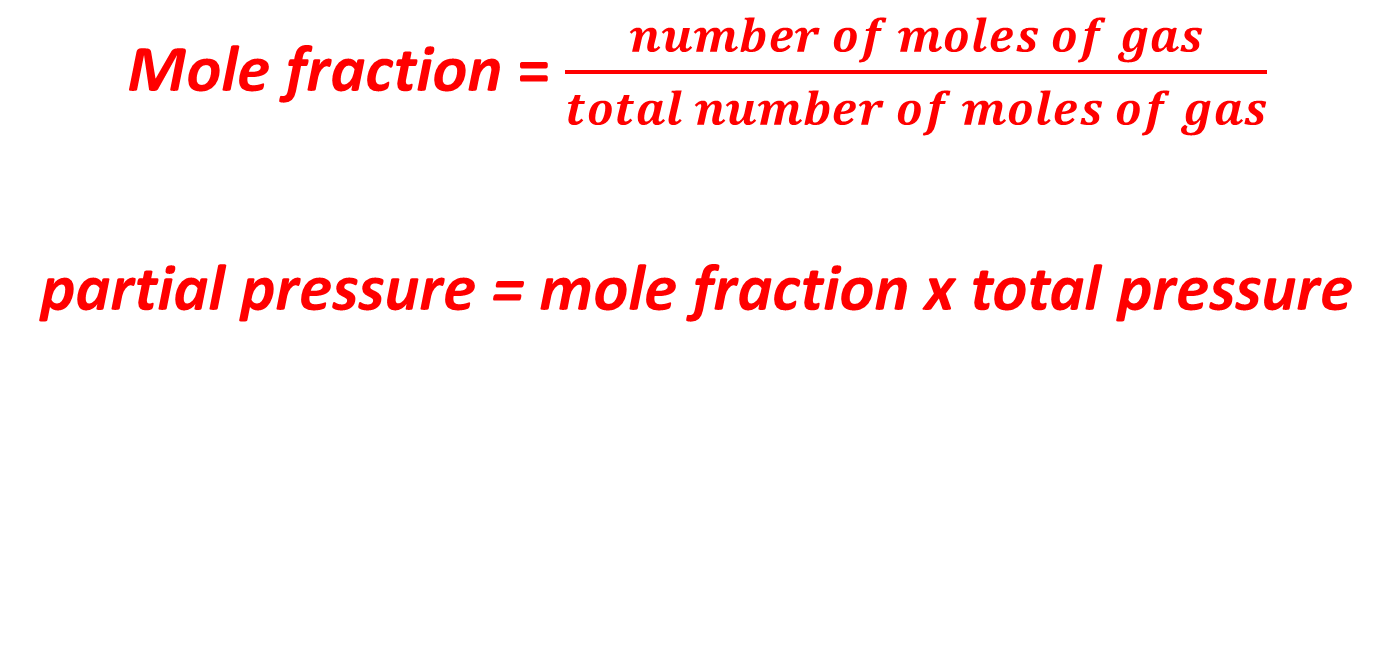 Mole fraction = number of moles of gas
total number of moles of gas
partial pressure = mole fraction x total pressure